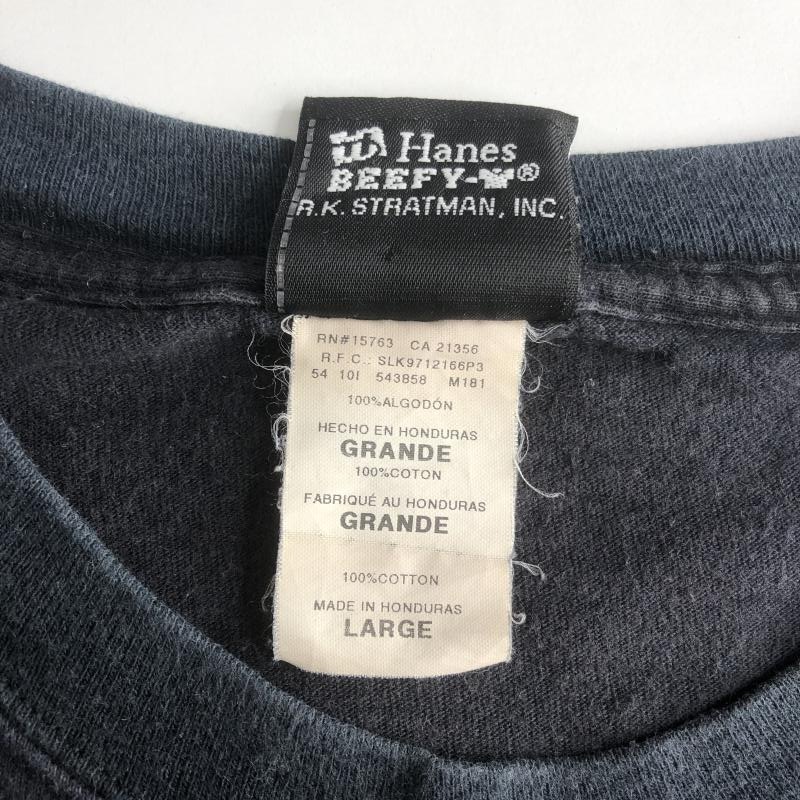 Hanes
BEEFY-®
R.K. STRATMAN, INC.
RN#15763 CA 21356
R.F.C.: SLK9712166P3
54 10I 543858 M181
100%ALGODÓN
HECHO EN HONDURAS
GRANDE
100%COTON
FABRIQUÉ AU HONDURAS
GRANDE
100%COTTON
MADE IN HONDURAS
LARGE